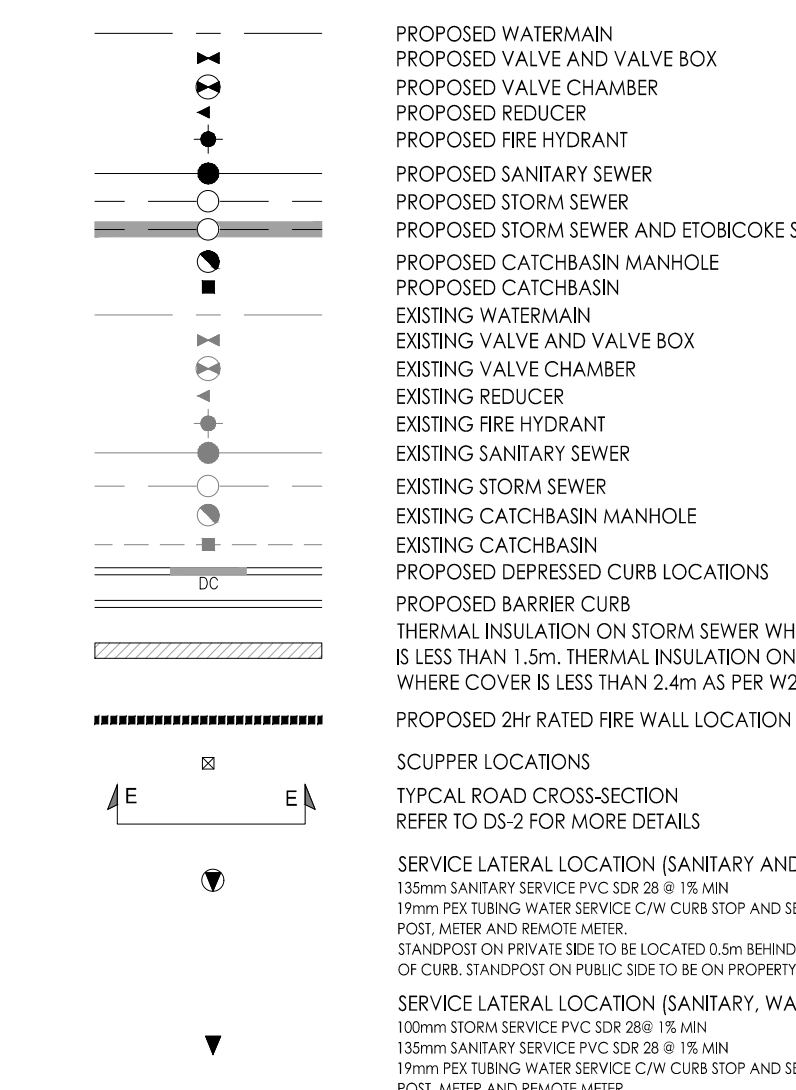 PROPOSED WATERMAIN
PROPOSED VALVE AND VALVE BOX
PROPOSED VALVE CHAMBER
PROPOSED REDUCER
PROPOSED FIRE HYDRANT
PROPOSED SANITARY SEWER
PROPOSED STORM SEWER
PROPOSED STORM SEWER AND ETOBICOKE S
PROPOSED CATCHBASIN MANHOLE
PROPOSED CATCHBASIN
EXISTING WATERMAIN
EXISTING VALVE AND VALVE BOX
EXISTING VALVE CHAMBER
EXISTING REDUCER
EXISTING FIRE HYDRANT
EXISTING SANITARY SEWER
EXISTING STORM SEWER
EXISTING CATCHBASIN MANHOLE
EXISTING CATCHBASIN
DC PROPOSED DEPRESSED CURB LOCATIONS
PROPOSED BARRIER CURB
THERMAL INSULATION ON STORM SEWER WH
IS LESS THAN 1.5m. THERMAL INSULATION ON
WHERE COVER IS LESS THAN 2.4m AS PER W2
PROPOSED 2Hr RATED FIRE WALL LOCATION
SCUPPER LOCATIONS
E E TYPCAL ROAD CROSS-SECTION
REFER TO DS-2 FOR MORE DETAILS
SERVICE LATERAL LOCATION (SANITARY AND
135mm SANITARY SERVICE PVC SDR 28 @ 1% MIN
19mm PEX TUBING WATER SERVICE C/W CURB STOP AND SE
POST, METER AND REMOTE METER.
STANDPOST ON PRIVATE SIDE TO BE LOCATED 0.5m BEHIND
OF CURB. STANDPOST ON PUBLIC SIDE TO BE ON PROPERTY
SERVICE LATERAL LOCATION (SANITARY, WA
100mm STORM SERVICE PVC SDR 28@ 1% MIN
135mm SANITARY SERVICE PVC SDR 28 @ 1% MIN
19mm PEX TUBING WATER SERVICE C/W CURB STOP AND SE
POST, METER AND REMOTE METER